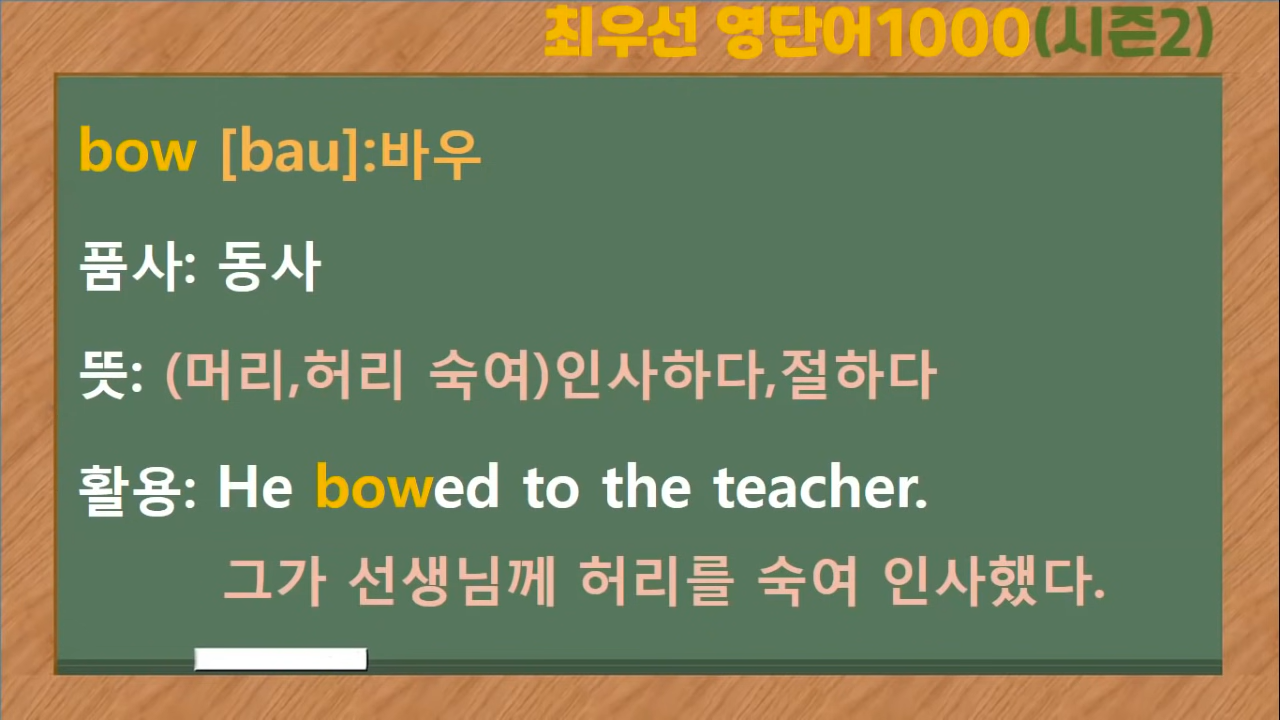 최우선 영단어1000(시즌2)
bow [bau]:바우
품사: 동사
뜻: (머리,허리 숙여)인사하다,절하다
활용: He bowed to the teacher.
그가 선생님께 허리를 숙여 인사했다.